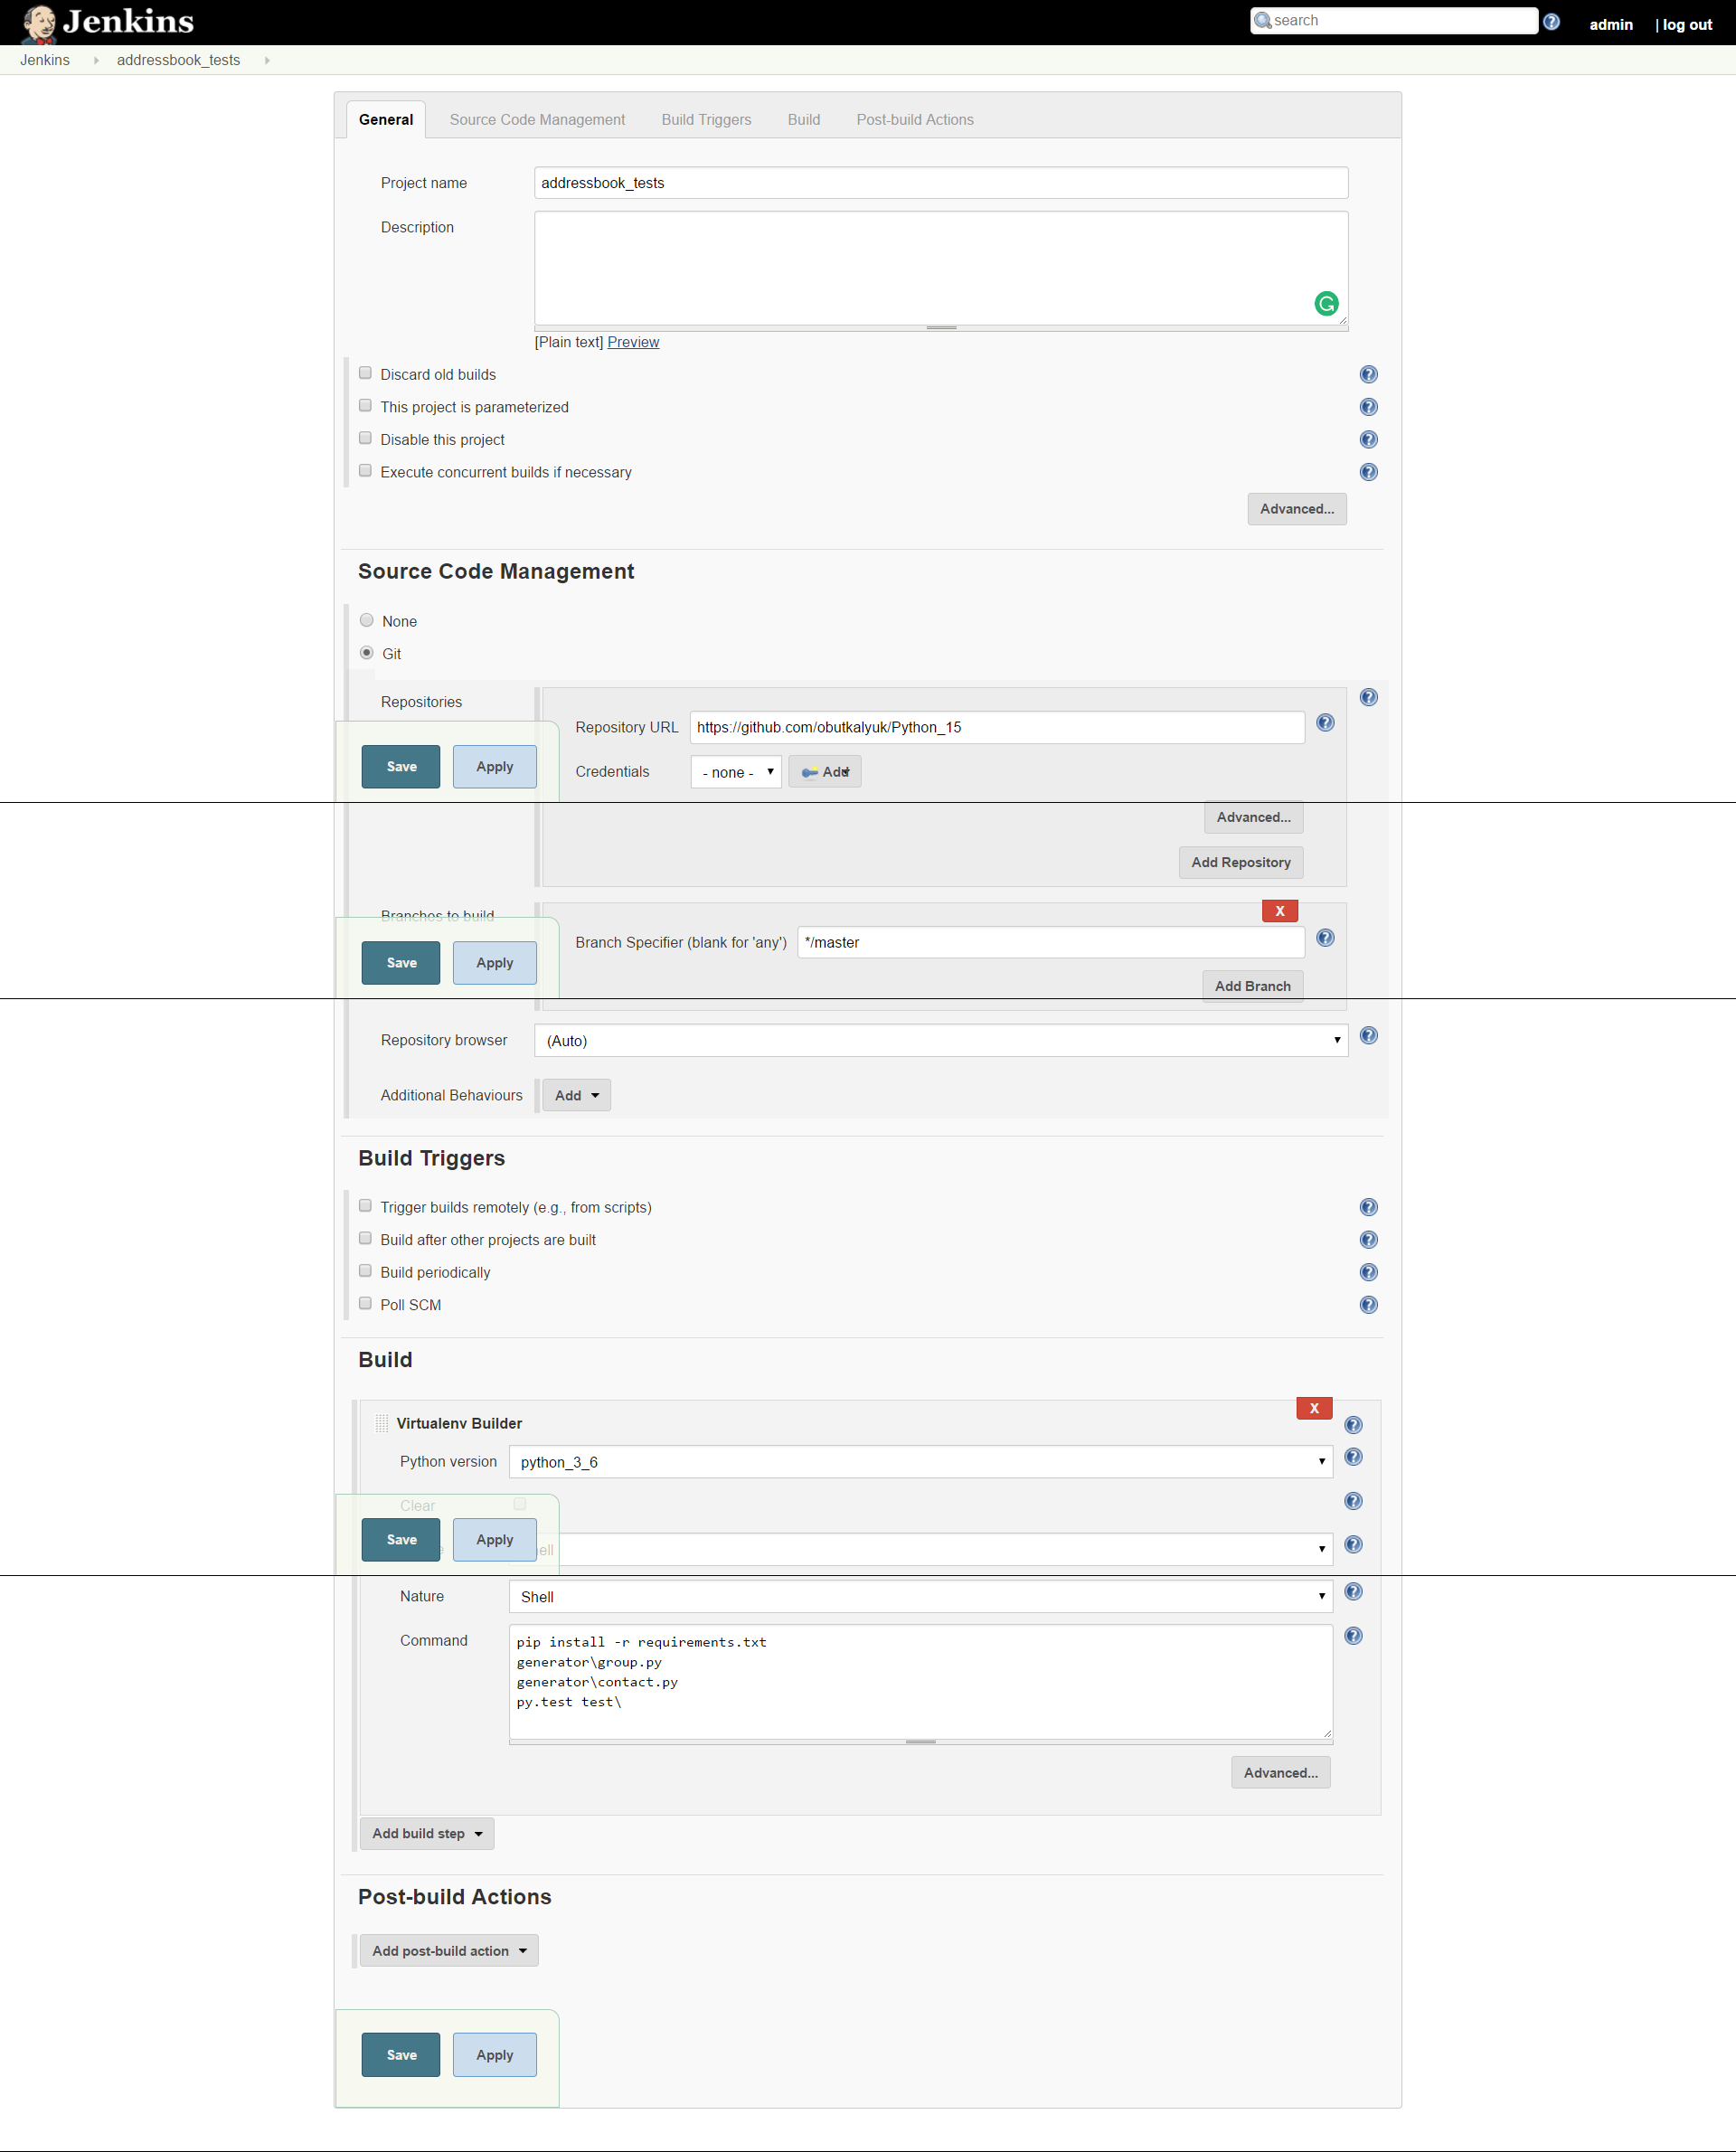 Jenkins
search
admin
| log out
Jenkins
addressbook_tests
General
Source Code Management
Build Triggers
Build
Post-build Actions
Project name
addressbook_tests
Description
[Plain text] Preview
Discard old builds
This project is parameterized
Disable this project
Execute concurrent builds if necessary
Advanced...
Source Code Management
None
Git
Repositories
Repository URL
https://github.com/obutkalyuk/Python_15
Save
Apply
Credentials
- none -
Add
Advanced...
Add Repository
Branches to build
X
Branch Specifier (blank for 'any')
*/master
Save
Apply
Add Branch
Repository browser
(Auto)
Additional Behaviours
Add
Build Triggers
Trigger builds remotely (e.g., from scripts)
Build after other projects are built
Build periodically
Poll SCM
Build
X
Virtualenv Builder
Python version
python_3_6
Clear
Save
Apply
Nature
Shell
Command
pip install -r requirements.txt
generator\group.py
generator\contact.py
py.test test\
Advanced...
Add build step
Post-build Actions
Add post-build action
Save
Apply